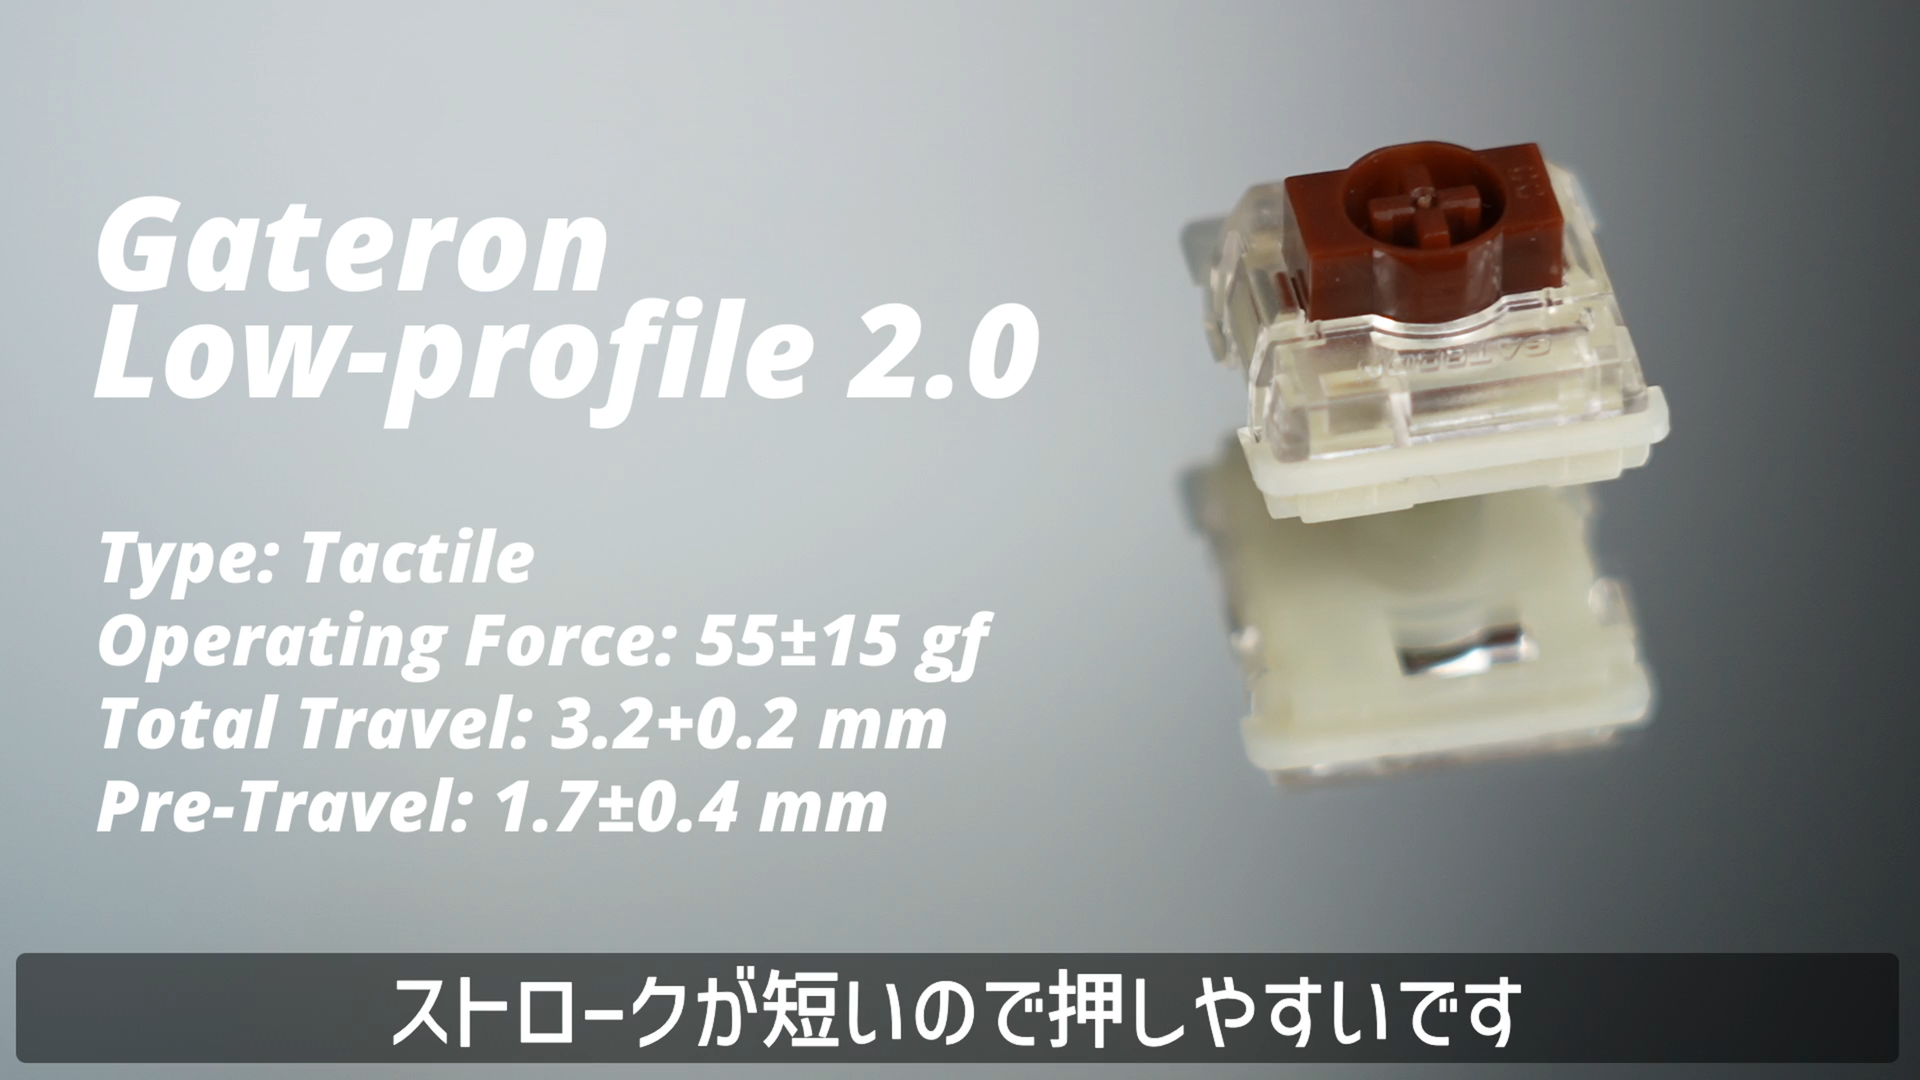 Gateron
Low-profile 2.0
Type: Tactile
Operating Force: 55±15 gf
Total Travel: 3.2+0.2 mm
Pre-Travel: 1.7±0.4 mm
ストロークが短いので押しやすいです